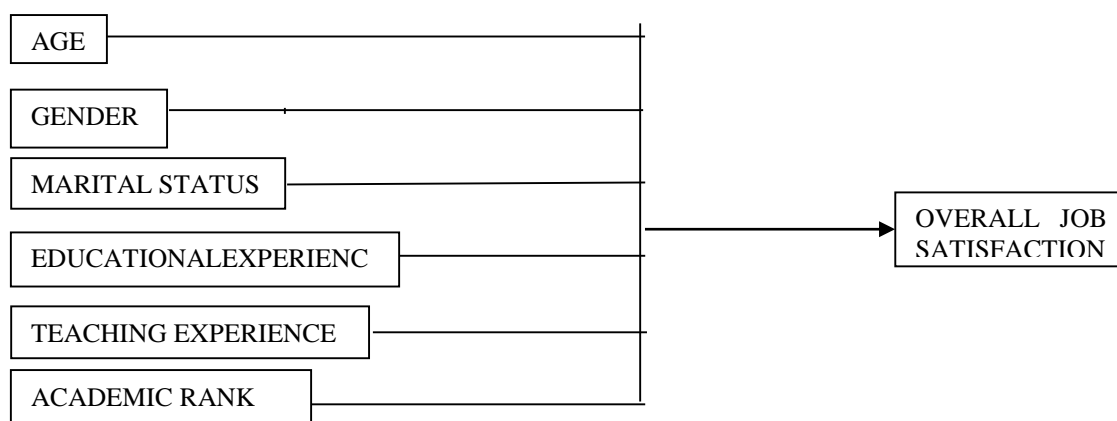 AGE
GENDER
MARITAL STATUS
EDUCATIONALEXPERIENC
TEACHING EXPERIENCE
ACADEMIC RANK
OVERALL JOB
SATISFACTION